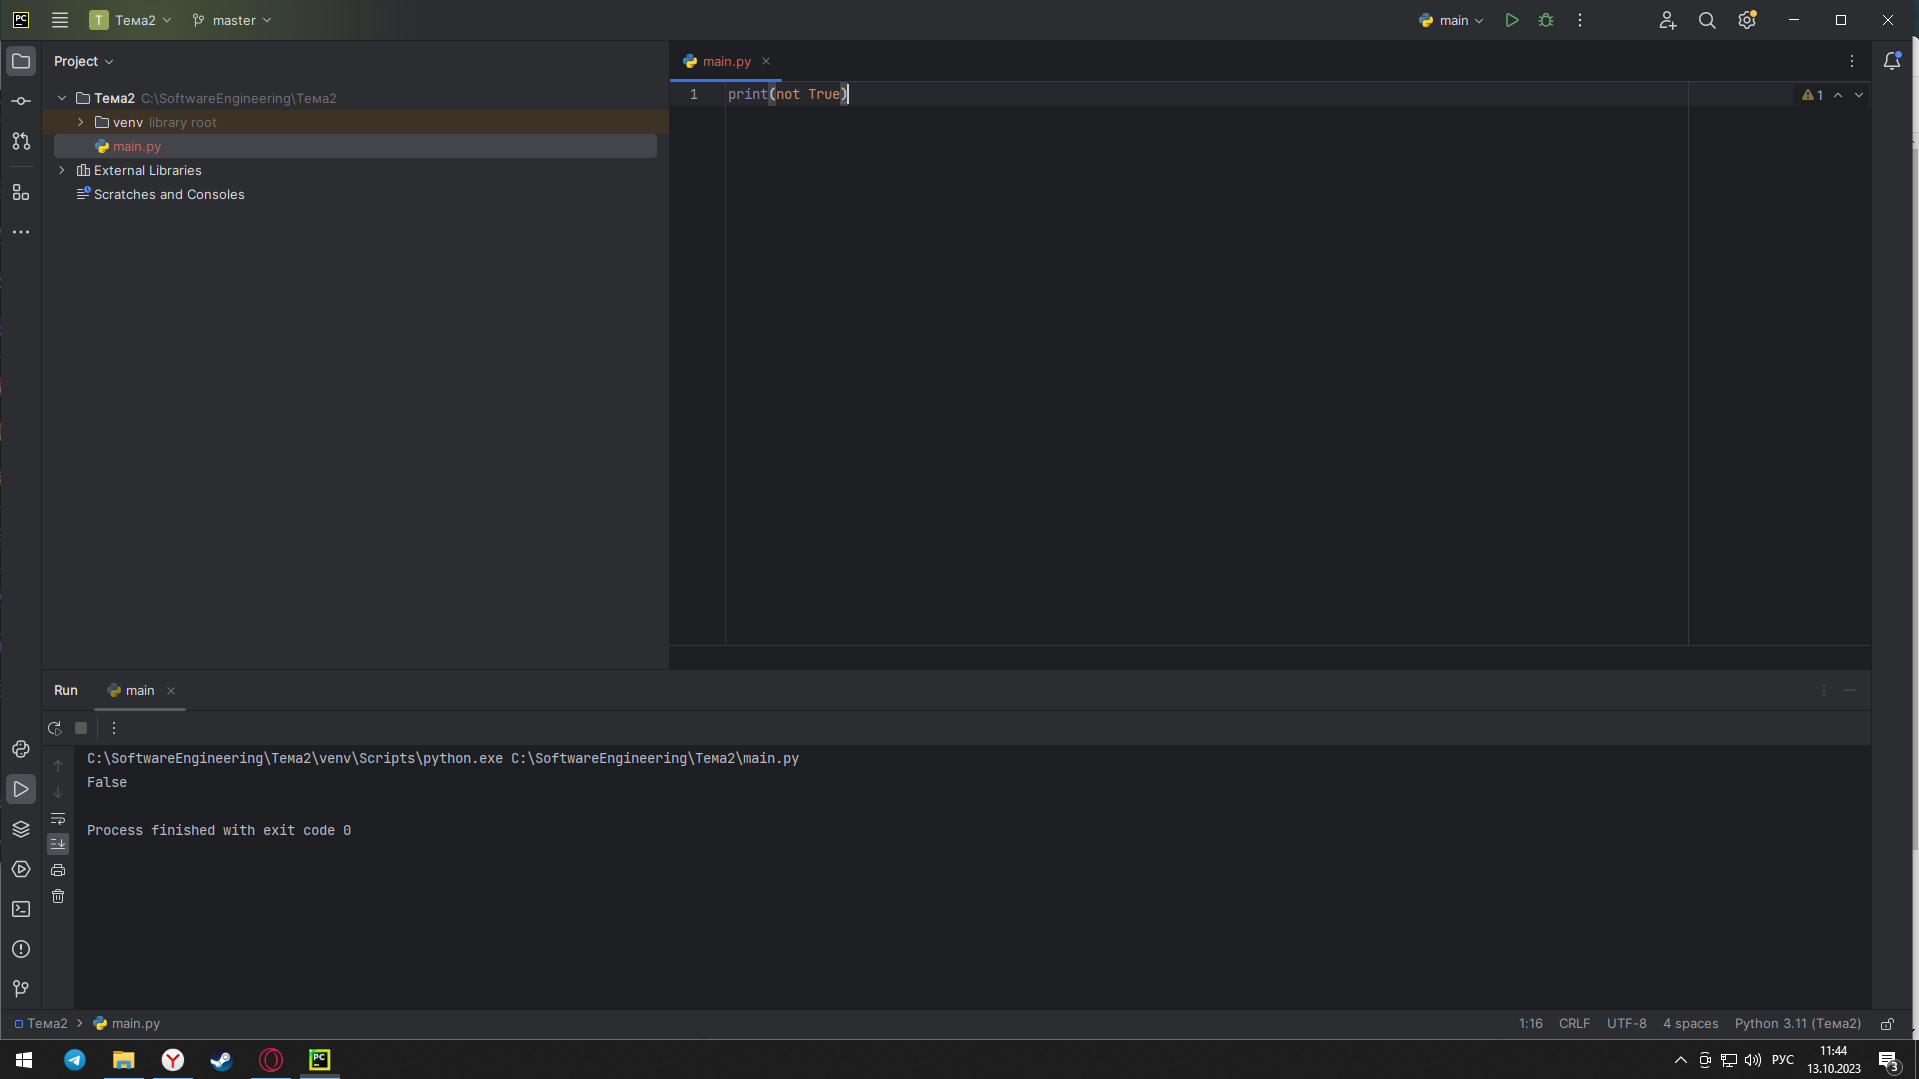 PC T Тема2 master main
Project
main.py
Тема2 C:\SoftwareEngineering\Тема2
venv library root
main.py
External Libraries
Scratches and Consoles
1 print(not True) 1
Run main
C:\SoftwareEngineering\Тема2\venv\Scripts\python.exe C:\SoftwareEngineering\Тема2\main.py
False
Process finished with exit code 0
Тема2 main.py 1:16 CRLF UTF-8 4 spaces Python 3.11 (Тема2)
PC РУС 11:44
13.10.2023
3